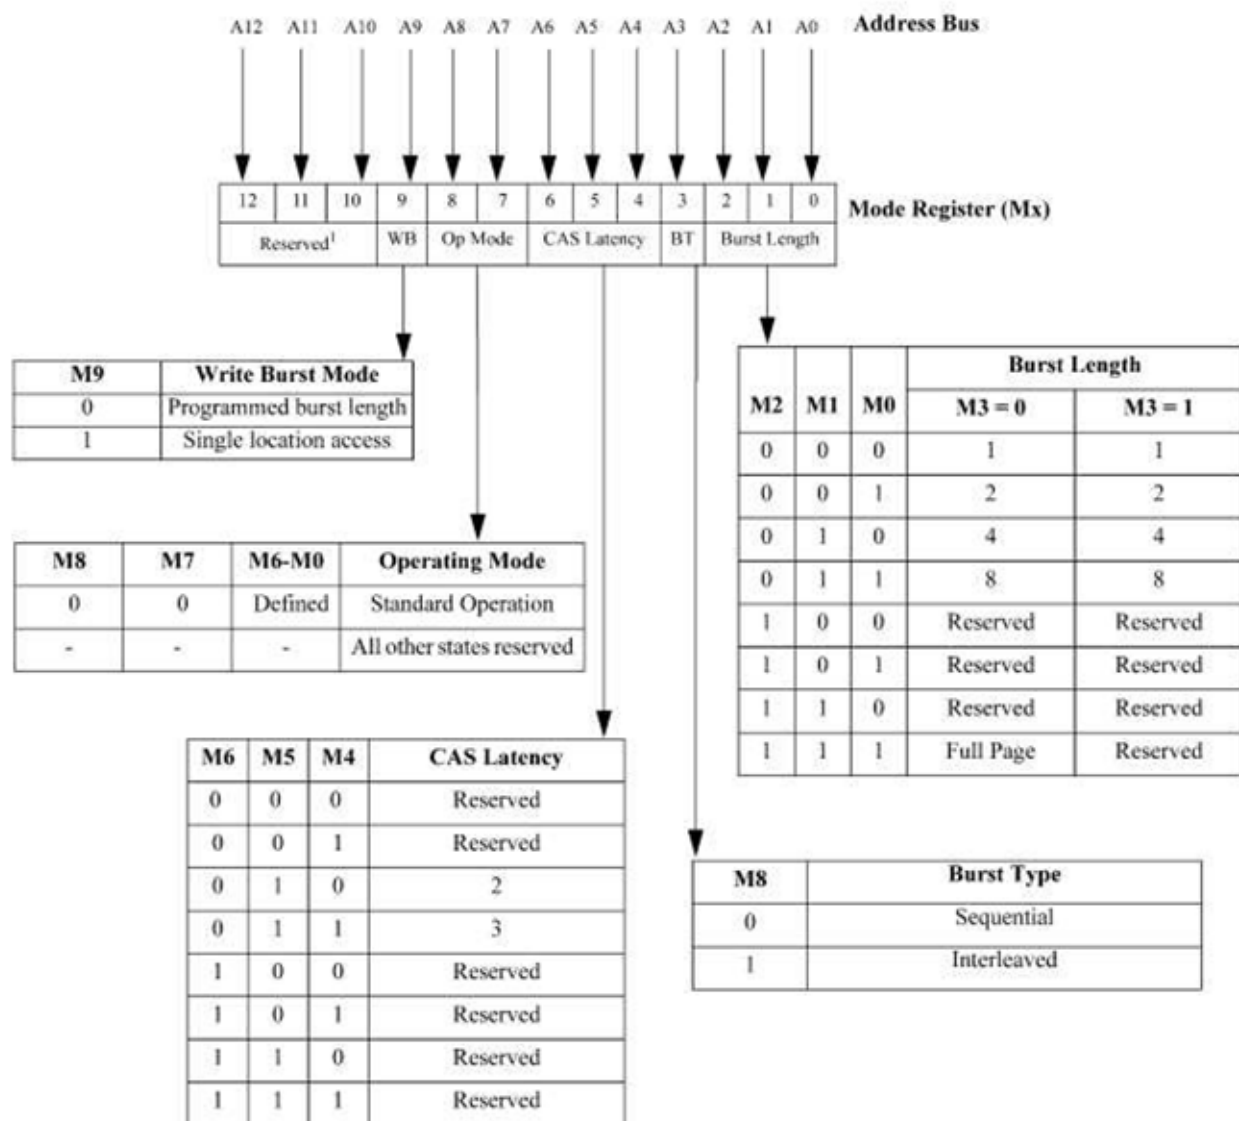 A12 A11 A10 A9 A8 A7 A6 A5 A4 A3 A2 A1 A0 Address Bus
12 11 10 9 8 7 6 5 4 3 2 1 0 Mode Register (Mx)
Reserved1 WB Op Mode CAS Latency BT Burst Length
M9 Write Burst Mode
0 Programmed burst length
1 Single location access
M8 M7 M6-M0 Operating Mode
0 0 Defined Standard Operation
- - - All other states reserved
M6 M5 M4 CAS Latency
0 0 0 Reserved
0 0 1 Reserved
0 1 0 2
0 1 1 3
1 0 0 Reserved
1 0 1 Reserved
1 1 0 Reserved
1 1 1 Reserved
Burst Length
M2 M1 M0 M3 = 0 M3 = 1
0 0 0 1 1
0 0 1 2 2
0 1 0 4 4
0 1 1 8 8
1 0 0 Reserved Reserved
1 0 1 Reserved Reserved
1 1 0 Reserved Reserved
1 1 1 Full Page Reserved
M8 Burst Type
0 Sequential
1 Interleaved